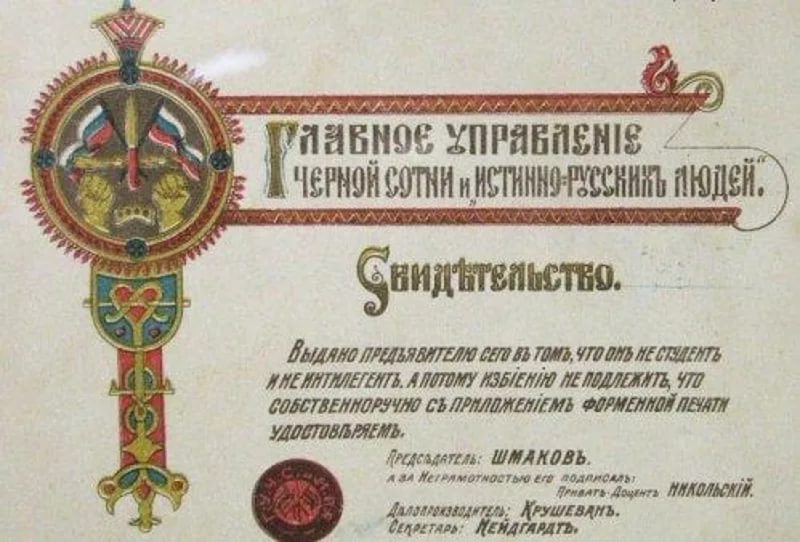 Главное управленіе
Черной сотни и „истинно-русскихъ людей“.
Свидѣтельство.
Выдано предъявителю сего въ томъ, что онъ не студентъ
и не интилегентъ. А потому избіенію не подлежитъ, что
собственноручно съ приложеніемъ форменной печати
удостовѣряемъ.
Предсѣдатель: Шмаковъ.
а за неграмотностью его подписалъ:
Приватъ-Доцентъ Никольскій.
Дѣлопроизводитель: Крушеванъ.
Секретарь: Нейдгардтъ.